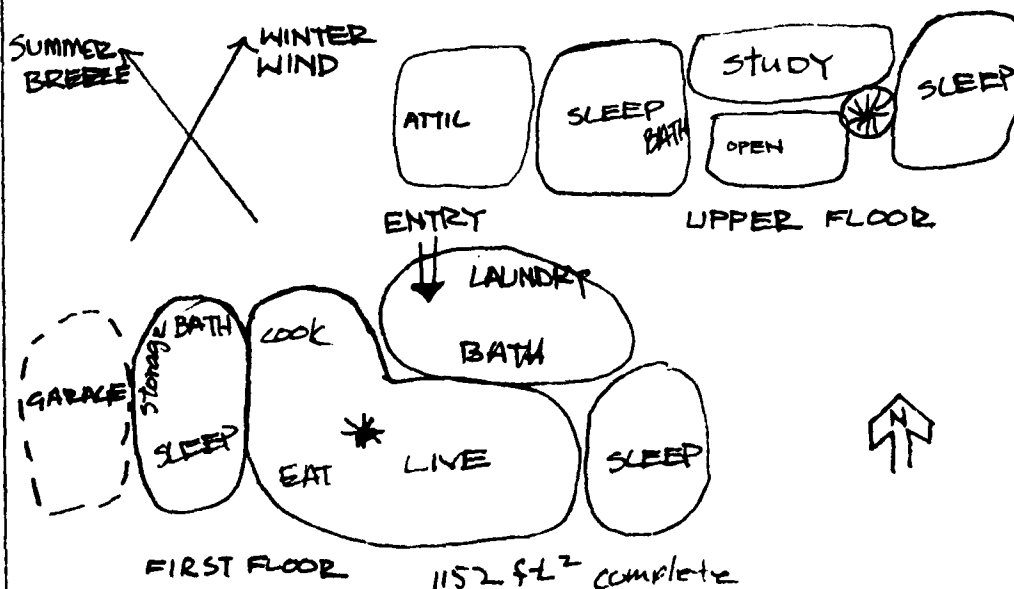 SUMMER
BREEZE
WINTER
WIND
ATTIC
SLEEP
BATH
STUDY
OPEN
SLEEP
UPPER FLOOR
ENTRY
LAUNDRY
BATH
GARAGE
STORAGE
BATH
SLEEP
COOK
EAT
LIVE
SLEEP
N
FIRST FLOOR
1152 ft² complete